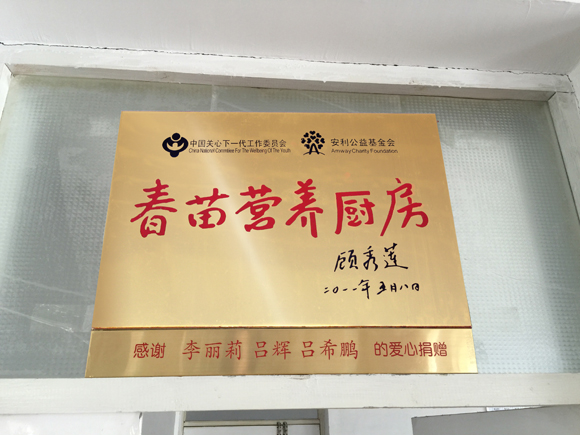 中国关心下一代工作委员会
China National Committee For The Wellbeing Of The Youth
安利公益基金会
Amway Charity Foundation
春苗营养厨房
顾秀莲
二〇一一年五月八日
感谢 李丽莉 吕辉 吕希鹏 的爱心捐赠